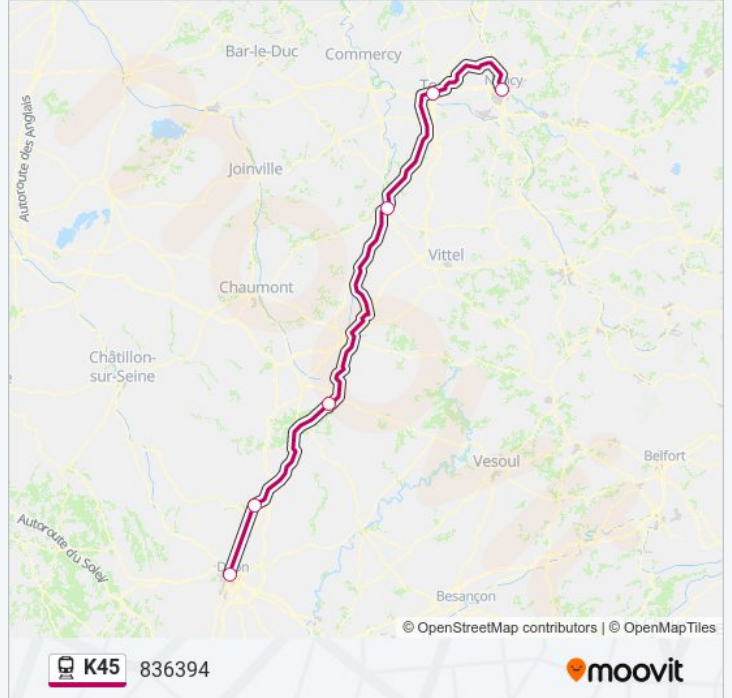 Bar-le-Duc
Commercy
Autoroute des Anglais
Joinville
Vittel
Chaumont
Châtillon-
sur-Seine
Vesoul
Belfort
Autoroute du Soleil
Besançon
© OpenStreetMap contributors | © OpenMapTiles
K45 836394
moovit